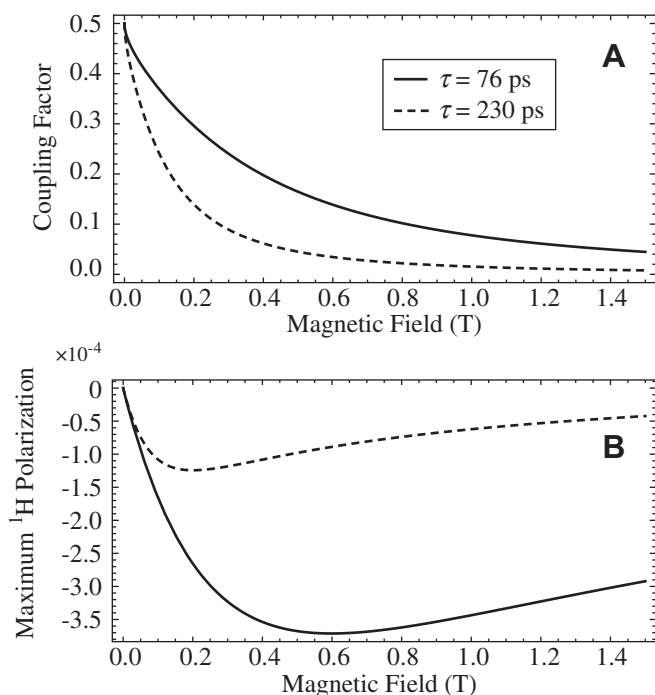 A
0.5
0.4
0.3
0.2
0.1
0.0
Coupling Factor
τ = 76 ps
τ = 230 ps
0.0 0.2 0.4 0.6 0.8 1.0 1.2 1.4
Magnetic Field (T)
×10⁻⁴
B
0
-0.5
-1.0
-1.5
-2.0
-2.5
-3.0
-3.5
Maximum ¹H Polarization
0.0 0.2 0.4 0.6 0.8 1.0 1.2 1.4
Magnetic Field (T)